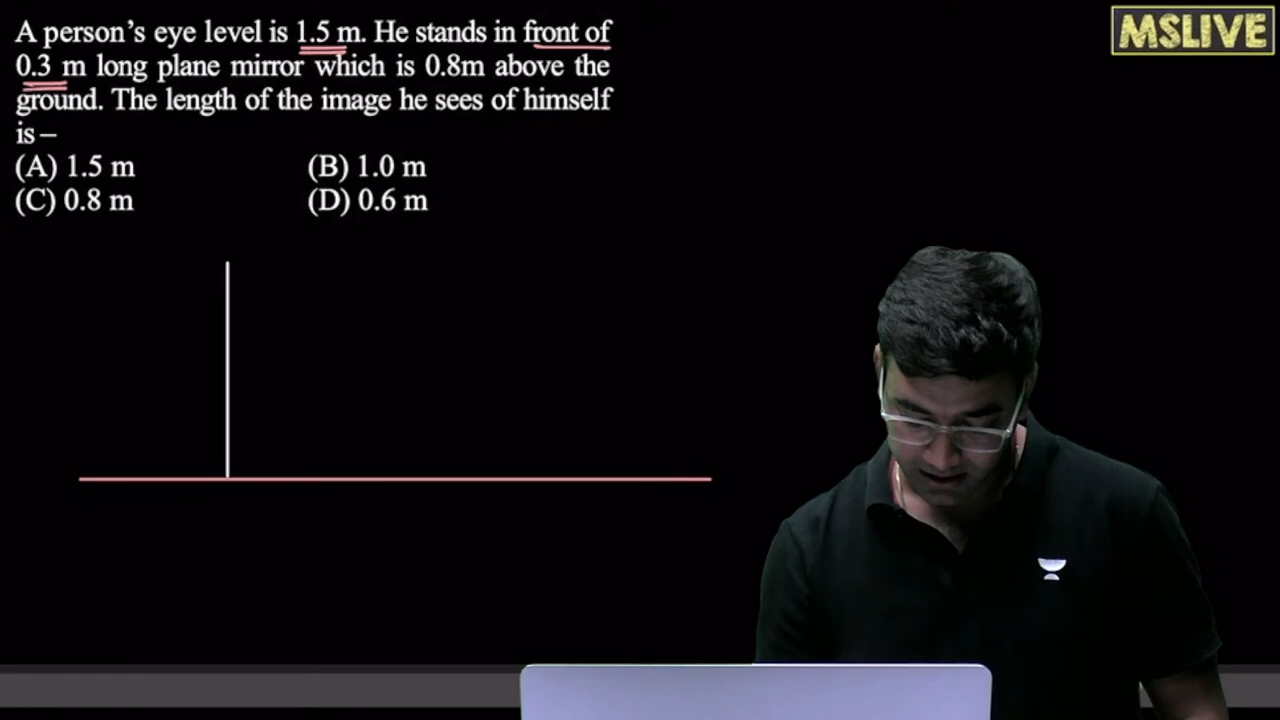 A person’s eye level is 1.5 m. He stands in front of
0.3 m long plane mirror which is 0.8m above the
ground. The length of the image he sees of himself
is –
(A) 1.5 m (B) 1.0 m
(C) 0.8 m (D) 0.6 m
MSLIVE